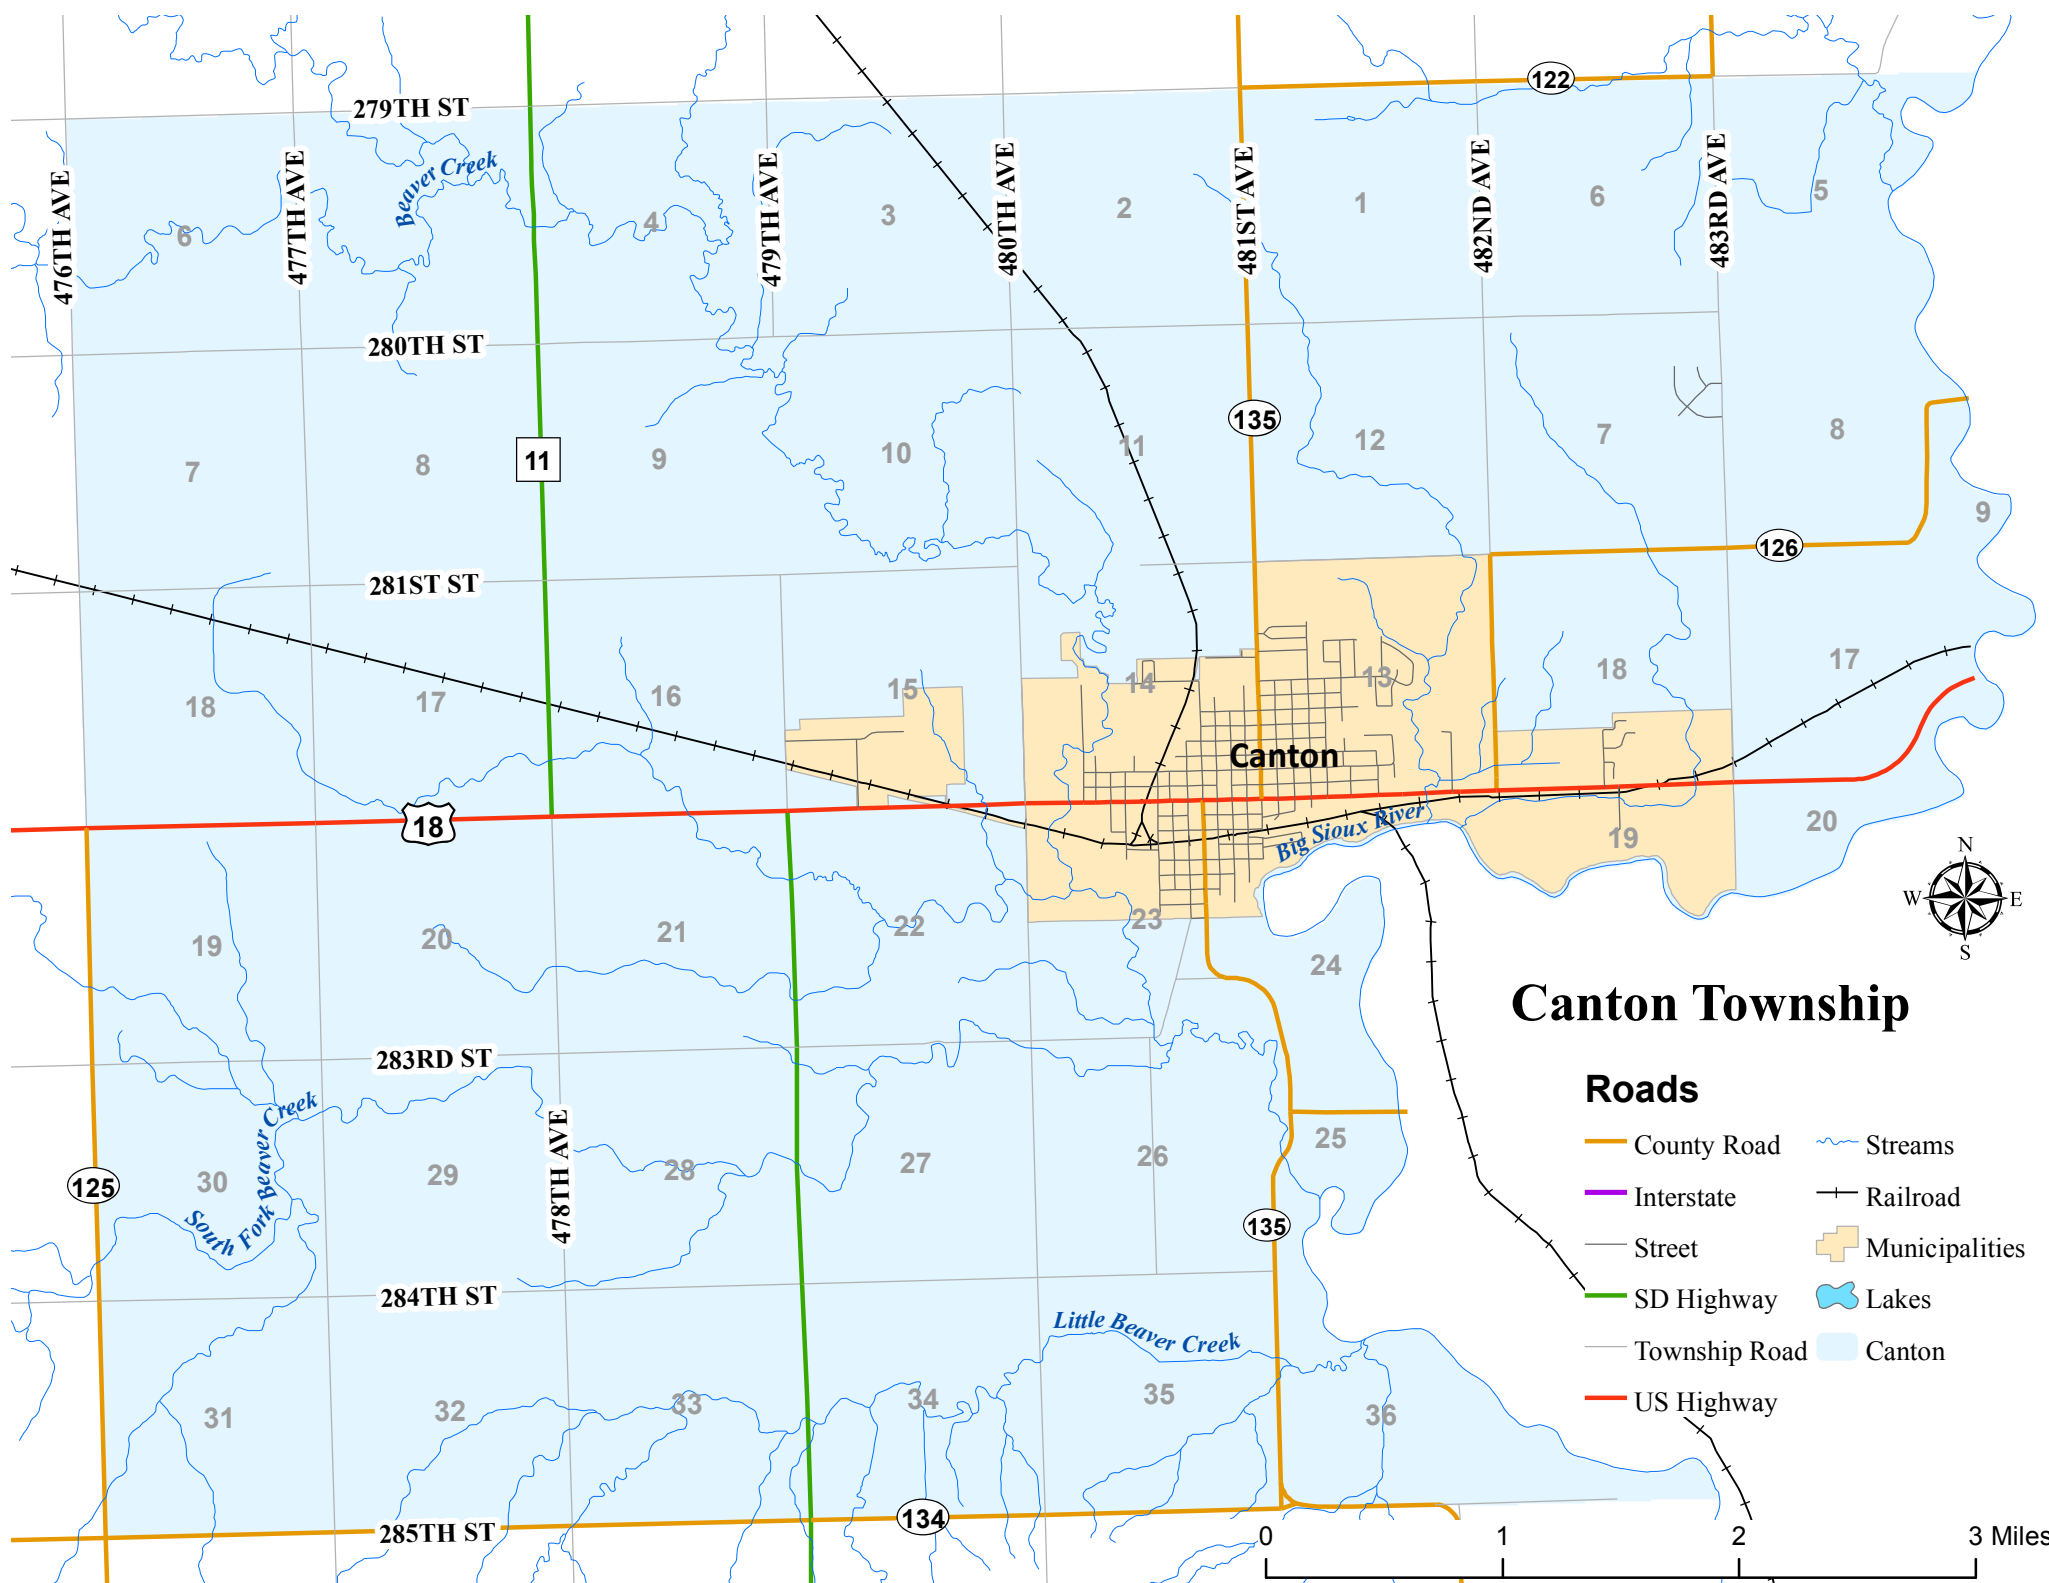 122
279TH ST
476TH AVE
477TH AVE
Beaver Creek
479TH AVE
480TH AVE
481ST AVE
482ND AVE
483RD AVE
6
4
3
2
1
6
5
280TH ST
135
7
8
11
9
10
11
12
7
8
9
126
281ST ST
18
17
16
15
14
13
18
17
Canton
18
Big Sioux River
19
20
19
20
21
22
23
24
N
W
E
S
Canton Township
283RD ST
South Fork Beaver Creek
478TH AVE
125
30
29
28
27
26
25
135
284TH ST
Little Beaver Creek
31
32
33
34
35
36
285TH ST
134
Roads
County Road
Streams
Interstate
Railroad
Street
Municipalities
SD Highway
Lakes
Township Road
Canton
US Highway
0 1 2 3 Miles